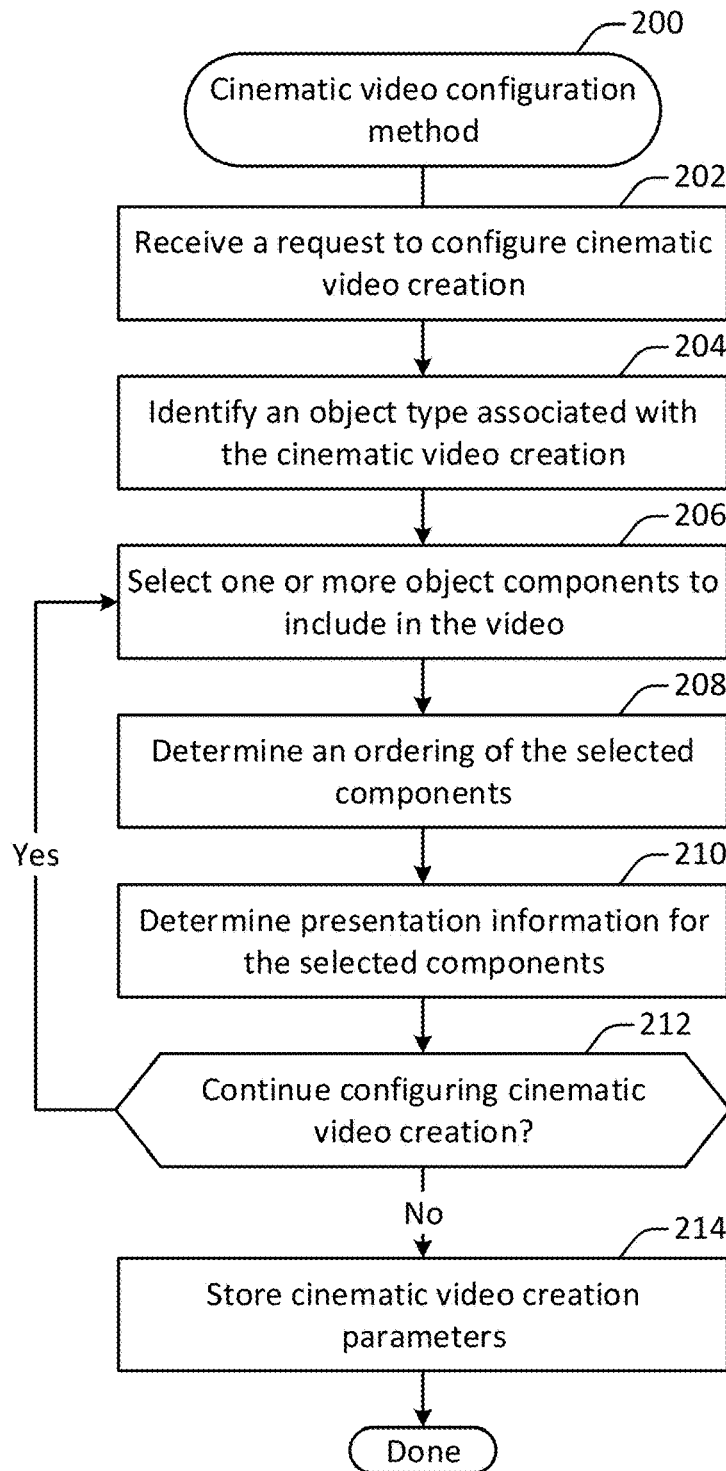 200
Cinematic video configuration
method
202
Receive a request to configure cinematic
video creation
204
Identify an object type associated with
the cinematic video creation
206
Select one or more object components to
include in the video
208
Determine an ordering of the selected
components
Yes
210
Determine presentation information for
the selected components
212
Continue configuring cinematic
video creation?
No
214
Store cinematic video creation
parameters
Done